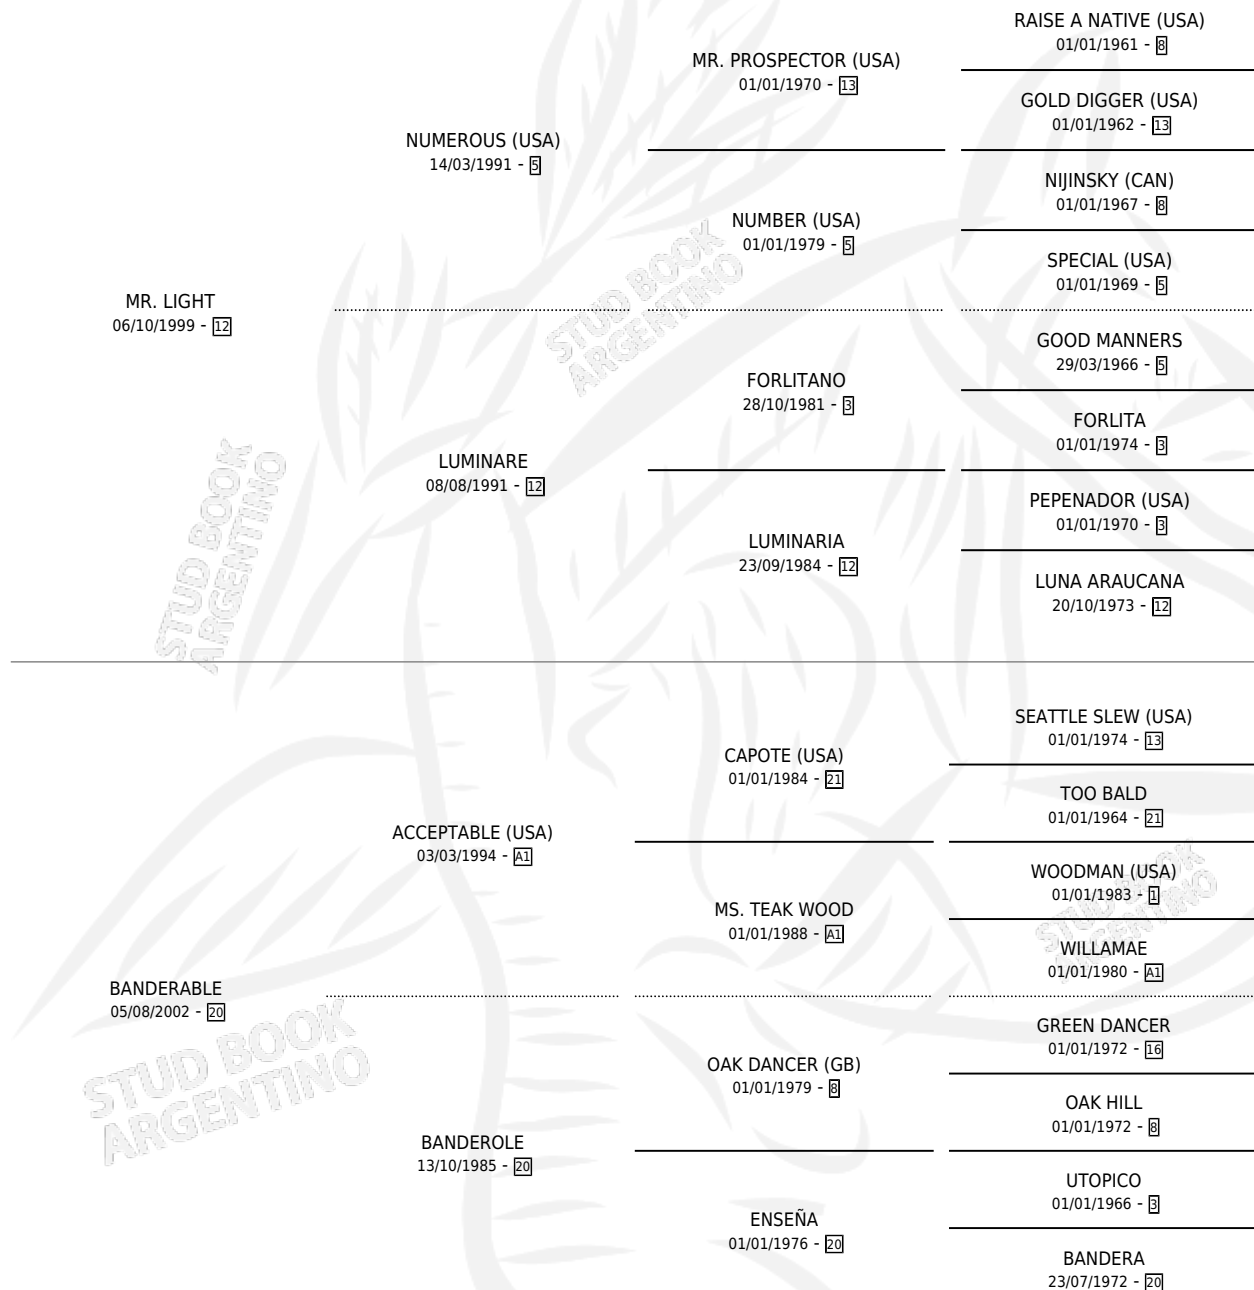 RAISE A NATIVE (USA)
01/01/1961 - 8
MR. PROSPECTOR (USA)
01/01/1970 - 13
GOLD DIGGER (USA)
01/01/1962 - 13
NUMEROUS (USA)
14/03/1991 - 5
NIJINSKY (CAN)
01/01/1967 - 8
NUMBER (USA)
01/01/1979 - 5
SPECIAL (USA)
01/01/1969 - 5
MR. LIGHT
06/10/1999 - 12
GOOD MANNERS
29/03/1966 - 5
FORLITANO
28/10/1981 - 3
FORLITA
01/01/1974 - 3
LUMINARE
08/08/1991 - 12
PEPENADOR (USA)
01/01/1970 - 3
LUMINARIA
23/09/1984 - 12
LUNA ARAUCANA
20/10/1973 - 12
SEATTLE SLEW (USA)
01/01/1974 - 13
CAPOTE (USA)
01/01/1984 - 21
TOO BALD
01/01/1964 - 21
ACCEPTABLE (USA)
03/03/1994 - A1
WOODMAN (USA)
01/01/1983 - 1
MS. TEAK WOOD
01/01/1988 - A1
WILLAMAE
01/01/1980 - A1
BANDERABLE
05/08/2002 - 20
GREEN DANCER
01/01/1972 - 16
OAK DANCER (GB)
01/01/1979 - 8
OAK HILL
01/01/1972 - 8
BANDEROLE
13/10/1985 - 20
UTOPICO
01/01/1966 - 3
ENSEÑA
01/01/1976 - 20
BANDERA
23/07/1972 - 20
STUD BOOK
ARGENTINO
STUD BOOK
ARGENTINO
STUD BOOK
ARGENTINO
STUD BOOK
ARGENTINO